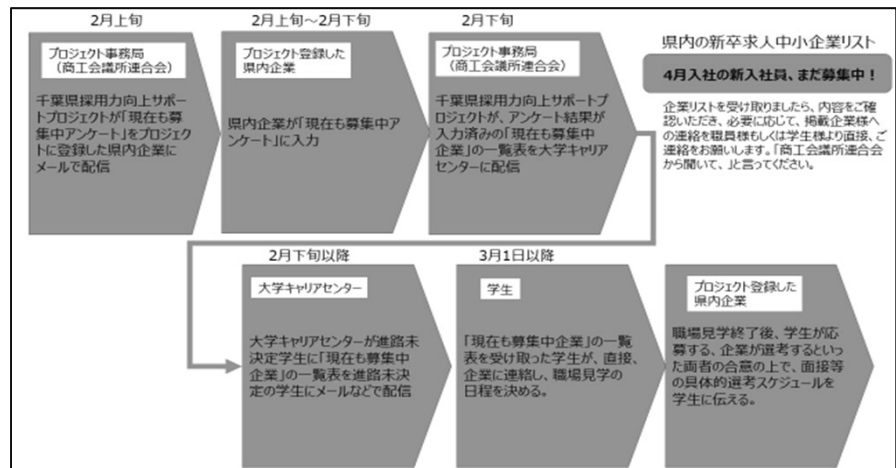 2月上旬
プロジェクト事務局
（商工会議所連合会）
千葉県採用力向上サポー
トプロジェクトが「現在も募
集中アンケート」をプロジェ
クトに登録した県内企業に
メールで配信
2月上旬～2月下旬
プロジェクト登録した
県内企業
県内企業が「現在も募集中ア
ンケート」に入力
2月下旬
プロジェクト事務局
（商工会議所連合会）
千葉県採用力向上サポートプ
ロジェクトが、アンケート結果が
入力済みの「現在も募集中
企業」の一覧表を大学キャリア
センターに配信
県内の新卒求人中小企業リスト
4月入社の新入社員、まだ募集中！
企業リストを受け取りましたら、内容をご確
認いただき、必要に応じて、掲載企業様へ
の連絡を職員様もしくは学生様より直接、ご
連絡をお願いします。「商工会議所連合会
から聞いて、」と言ってください。
2月下旬以降
大学キャリアセンター
大学キャリアセンターが進路未
決定学生に「現在も募集中
企業」の一覧表を進路未決
定の学生にメールなどで配信
3月1日以降
学生
「現在も募集中企業」の一覧
表を受け取った学生が、直接、
企業に連絡し、職場見学の
日程を決める。
プロジェクト登録した
県内企業
職場見学終了後、学生が応
募する、企業が選考するといっ
た両者の合意の上で、面接等
の具体的選考スケジュールを
学生に伝える。